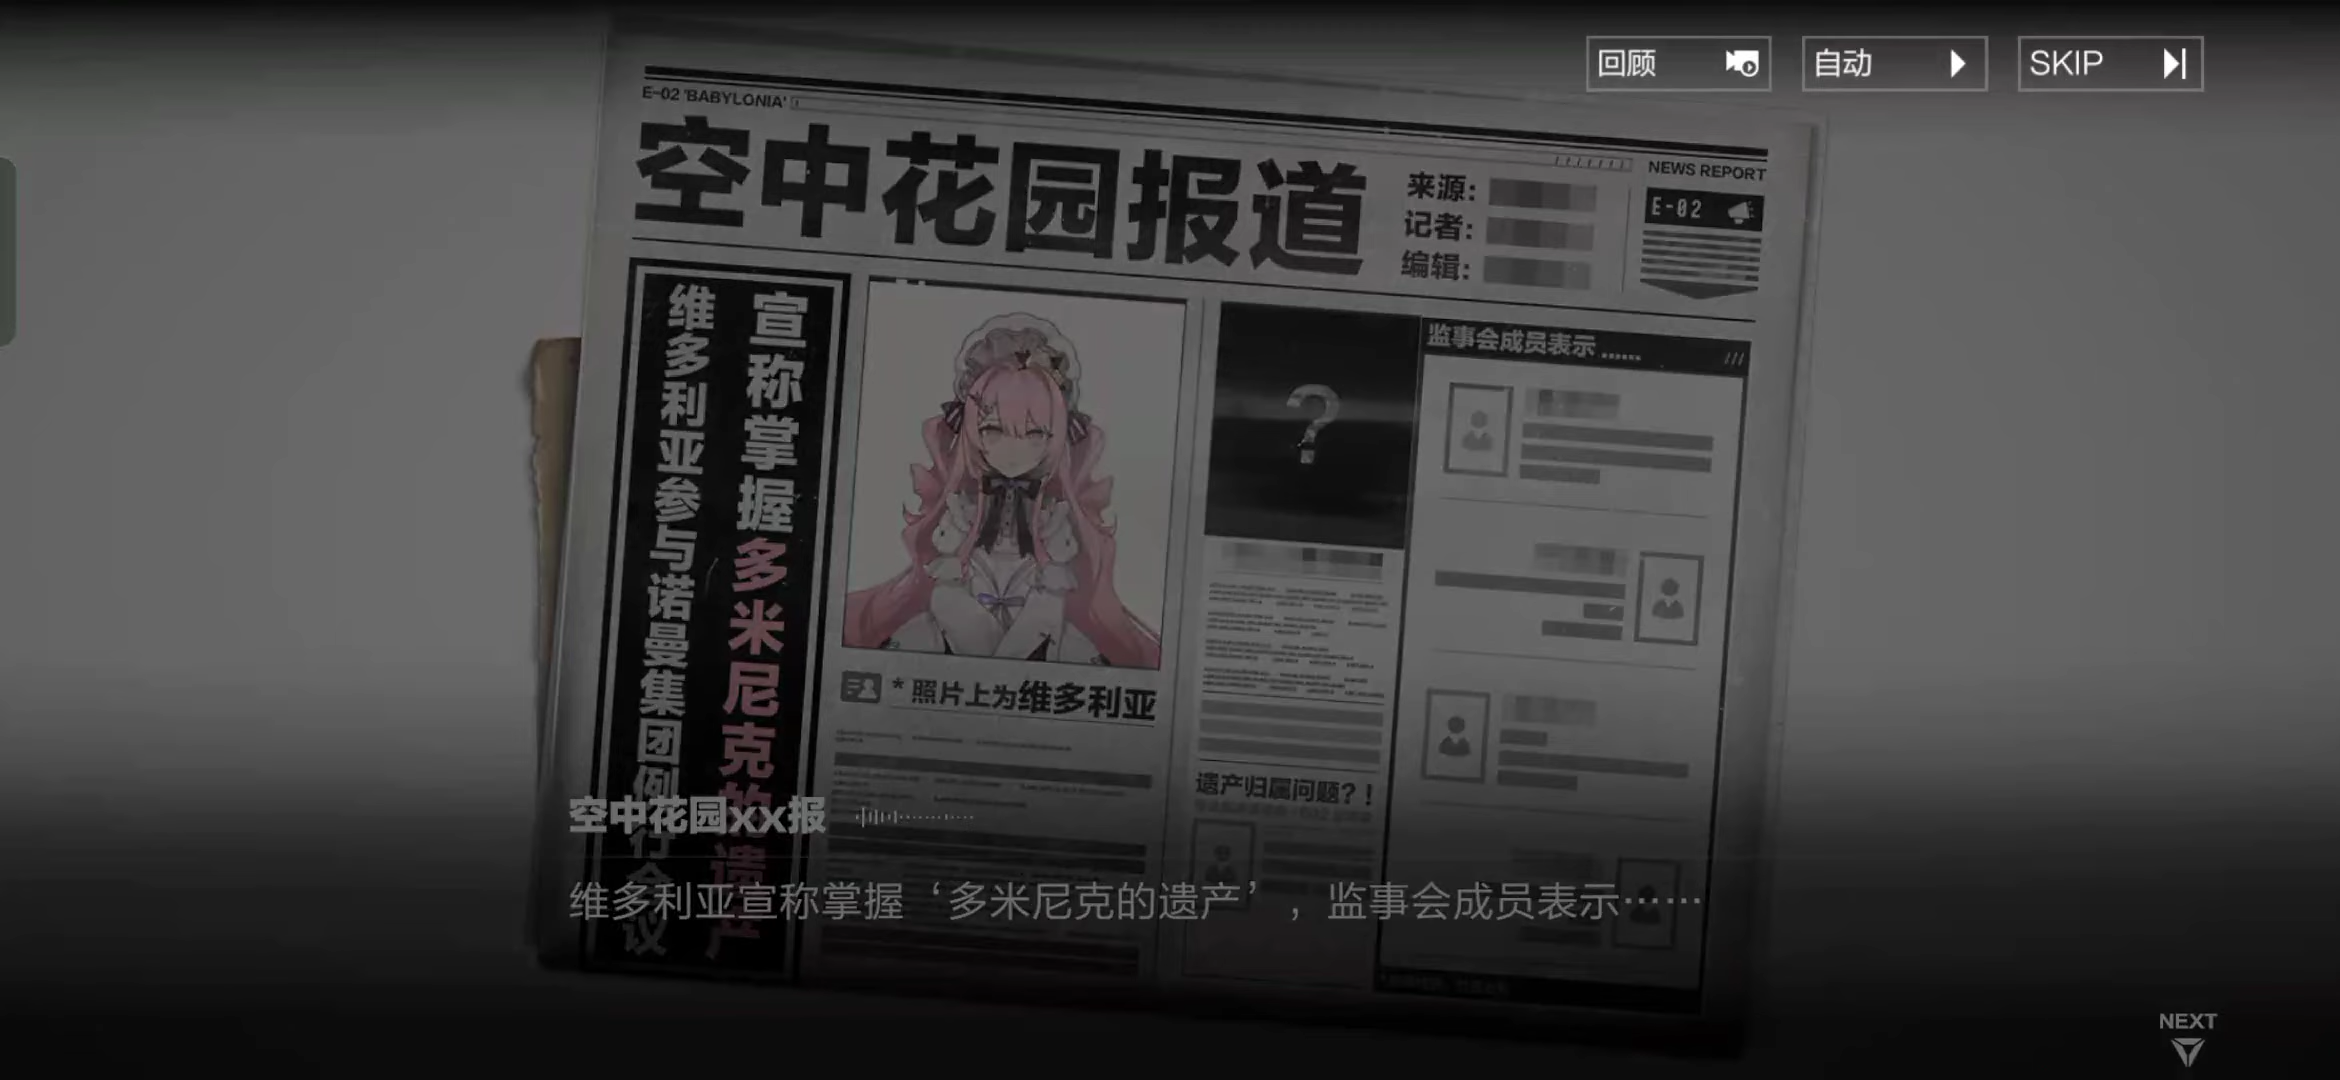 回顾
自动
SKIP
E-02 'BABYLONIA'
空中花园报道
来源:
记者:
编辑:
NEWS REPORT
E-02
宣称掌握多米尼克的遗产
维多利亚参与诺曼集团例行会议
*照片上为维多利亚
?
遗产归属问题?!
监事会成员表示......
空中花园XX报
维多利亚宣称掌握‘多米尼克的遗产’，监事会成员表示……
NEXT